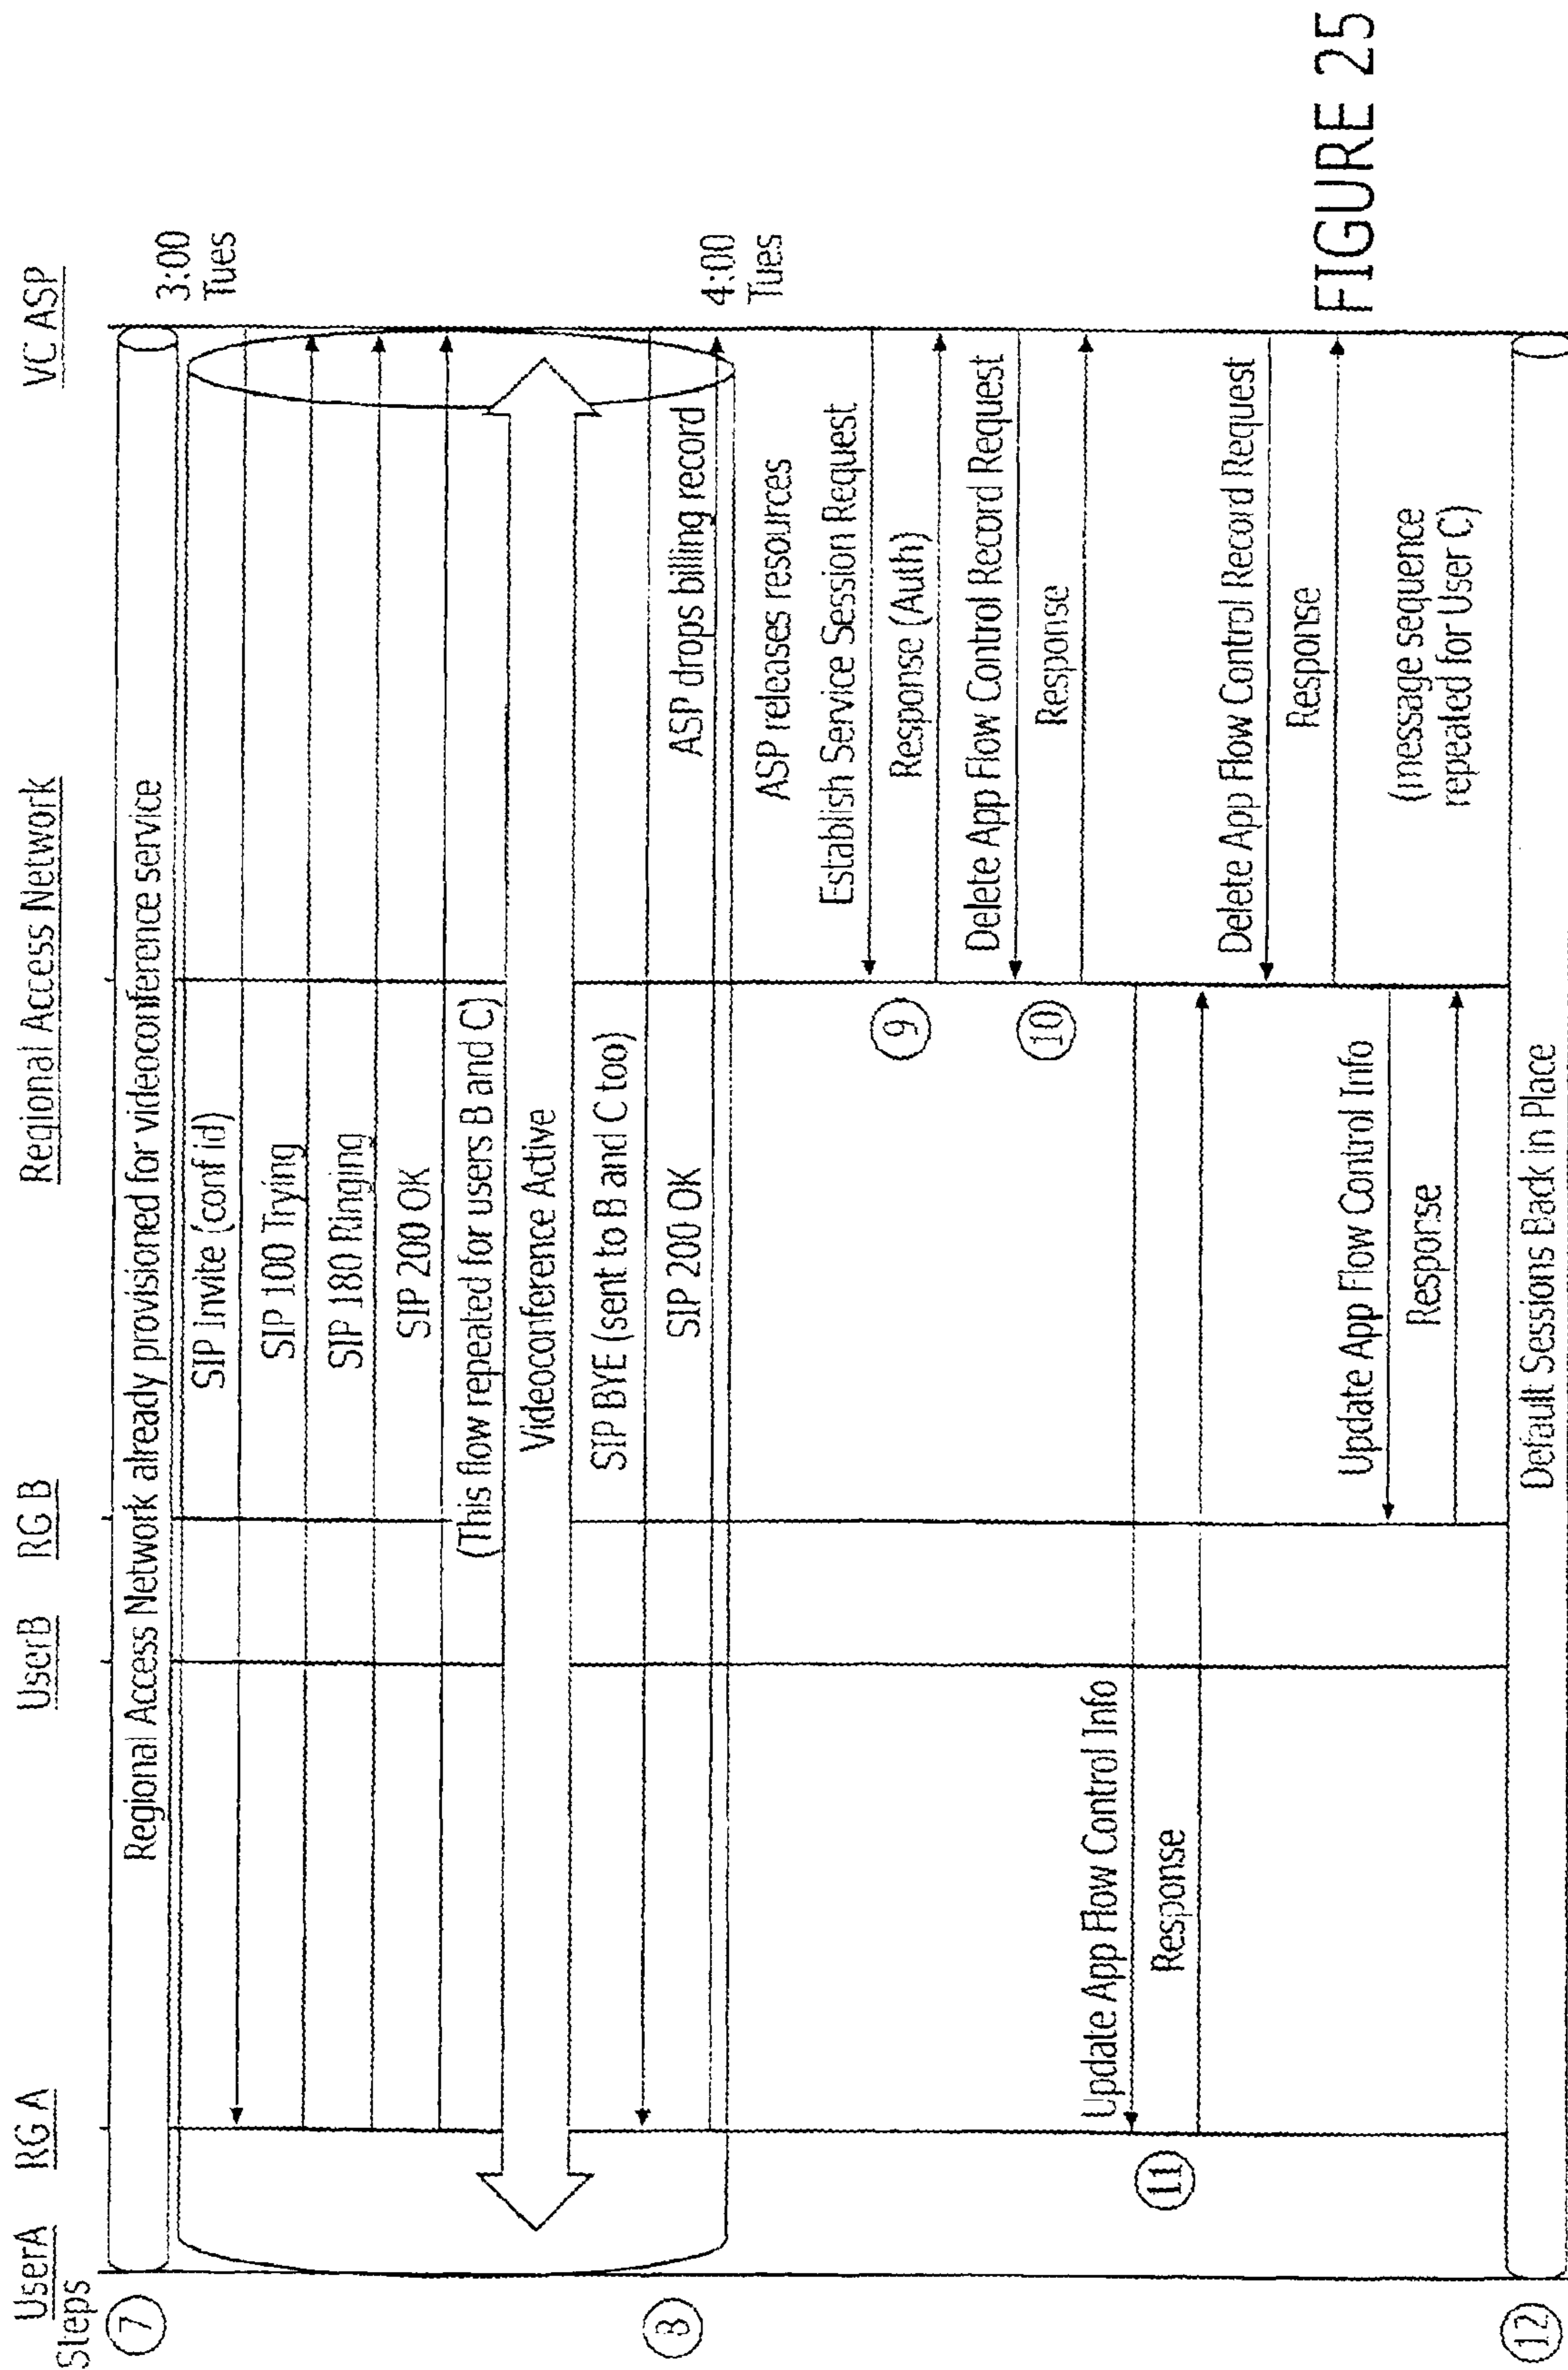 UserA
RG A
UserB
RG B
Regional Access Network
VC ASP
Steps
7
Regional Access Network already provisioned for videoconference service
3:00
Tues
SIP Invite (conf id)
SIP 100 Trying
SIP 180 Ringing
SIP 200 OK
(This flow repeated for users B and C)
Videoconference Active
8
SIP BYE (sent to B and C too)
SIP 200 OK
ASP drops billing record
4:00
Tues
ASP releases resources
Establish Service Session Request
9
Response (Auth)
Delete App Flow Control Record Request
10
Response
Update App Flow Control Info
11
Response
Delete App Flow Control Record Request
Response
Update App Flow Control Info
Response
(message sequence
repeated for User C)
12
Default Sessions Back in Place
FIGURE 25